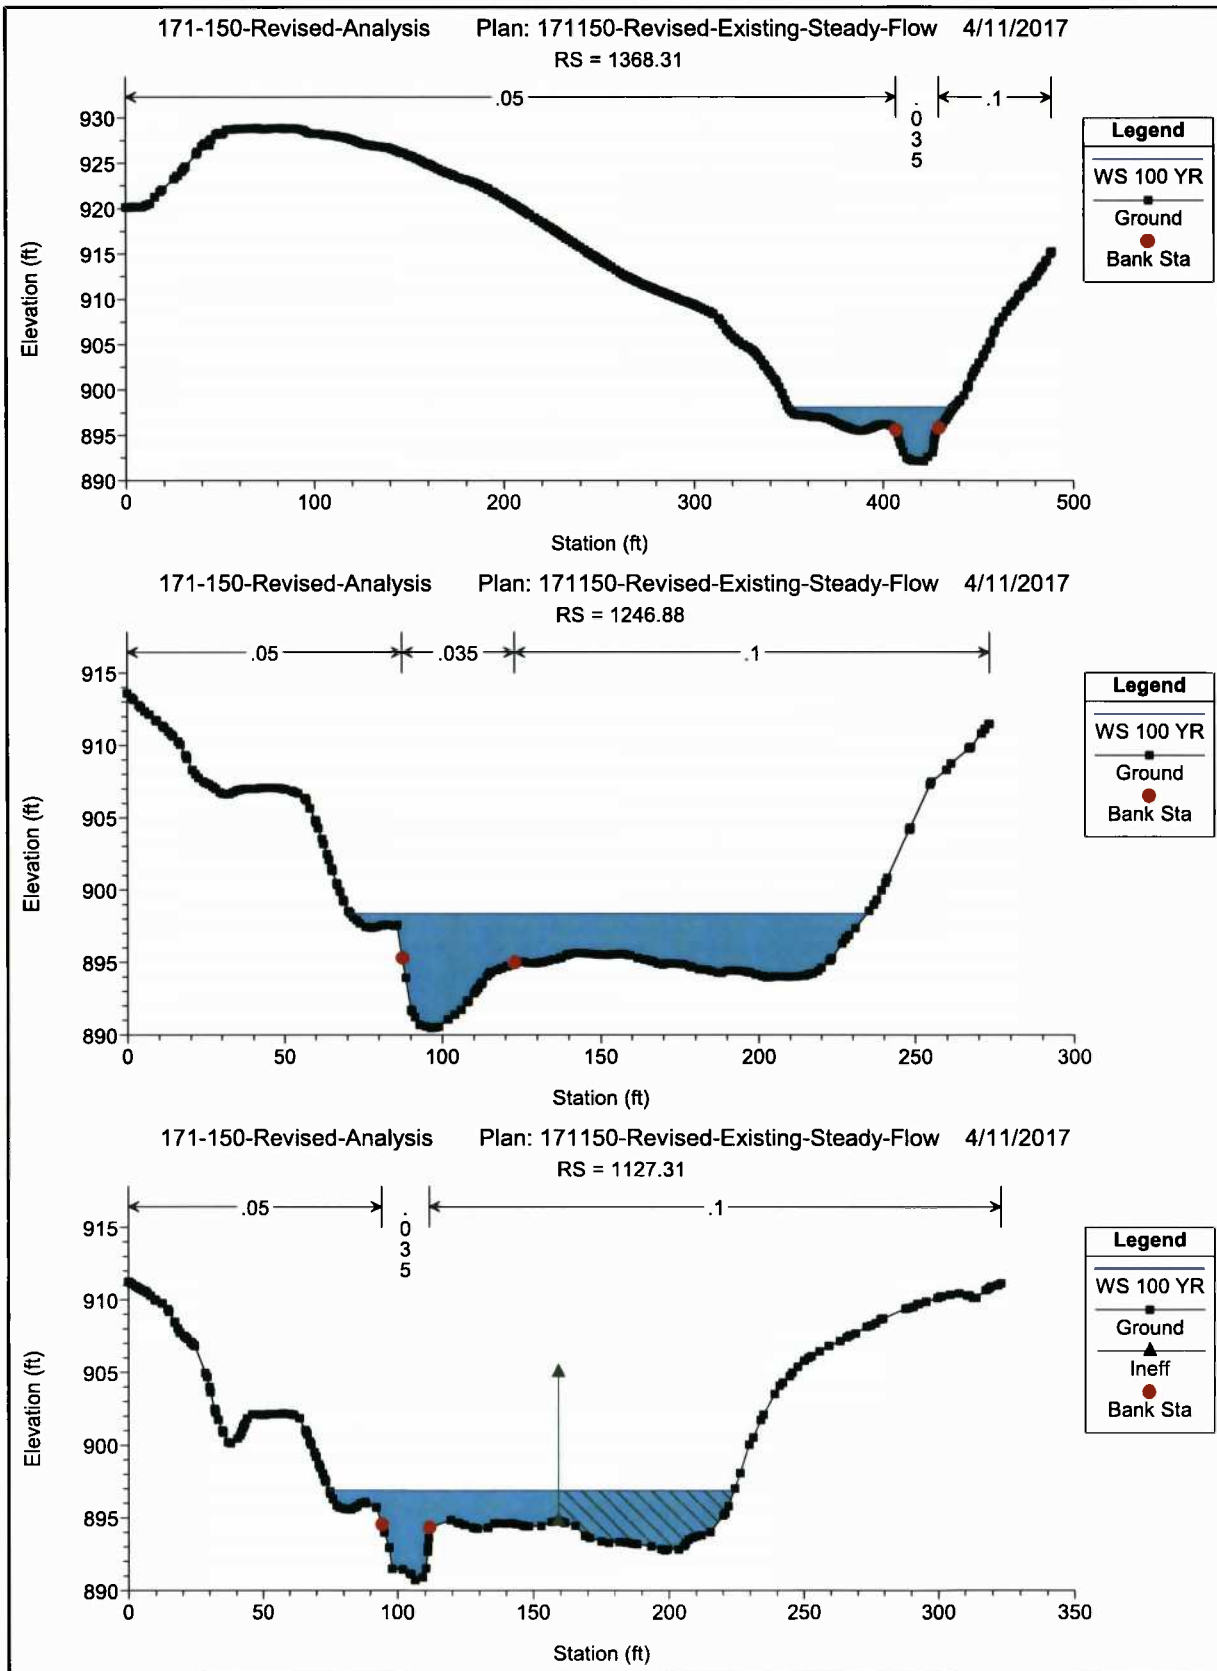 171-150-Revised-Analysis Plan: 171150-Revised-Existing-Steady-Flow 4/11/2017
RS = 1368.31
.05
.035
.1
Elevation (ft)
930
925
920
915
910
905
900
895
890
0 100 200 300 400 500
Station (ft)
Legend
WS 100 YR
Ground
Bank Sta
171-150-Revised-Analysis Plan: 171150-Revised-Existing-Steady-Flow 4/11/2017
RS = 1246.88
.05
.035
.1
Elevation (ft)
915
910
905
900
895
890
0 50 100 150 200 250 300
Station (ft)
Legend
WS 100 YR
Ground
Bank Sta
171-150-Revised-Analysis Plan: 171150-Revised-Existing-Steady-Flow 4/11/2017
RS = 1127.31
.05
.035
.1
Elevation (ft)
915
910
905
900
895
890
0 50 100 150 200 250 300 350
Station (ft)
Legend
WS 100 YR
Ground
Ineff
Bank Sta